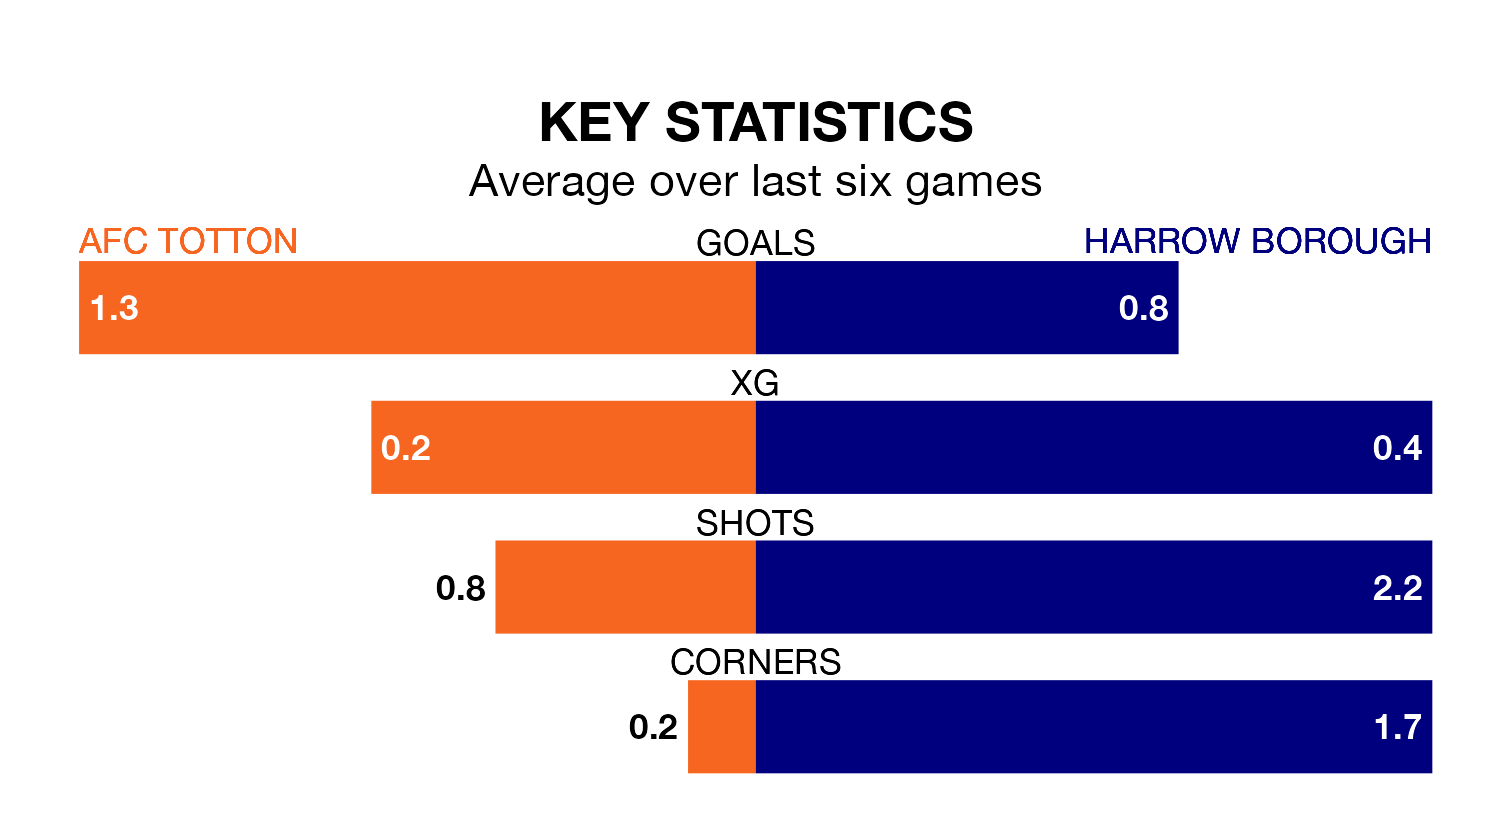 KEY STATISTICS
Average over last six games
AFC TOTTON GOALS HARROW BOROUGH
1.3 0.8
XG
0.2 0.4
SHOTS
0.8 2.2
CORNERS
0.2 1.7